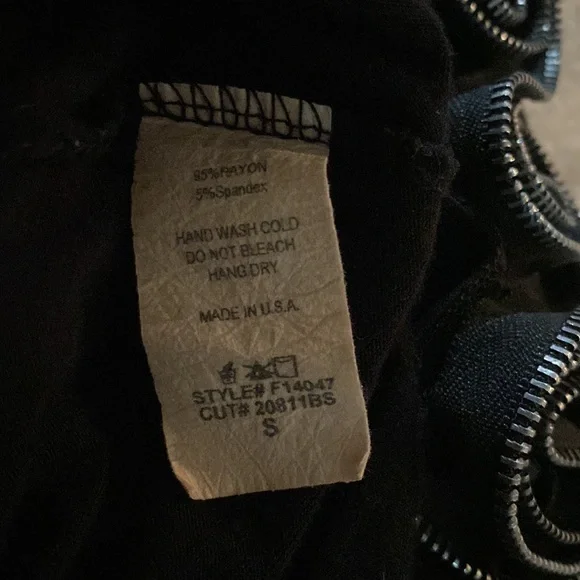 95%RAYON
5%Spandex
HAND WASH COLD
DO NOT BLEACH
HANG DRY
MADE IN U.S.A.
STYLE# F14047
CUT# 20811BS
S